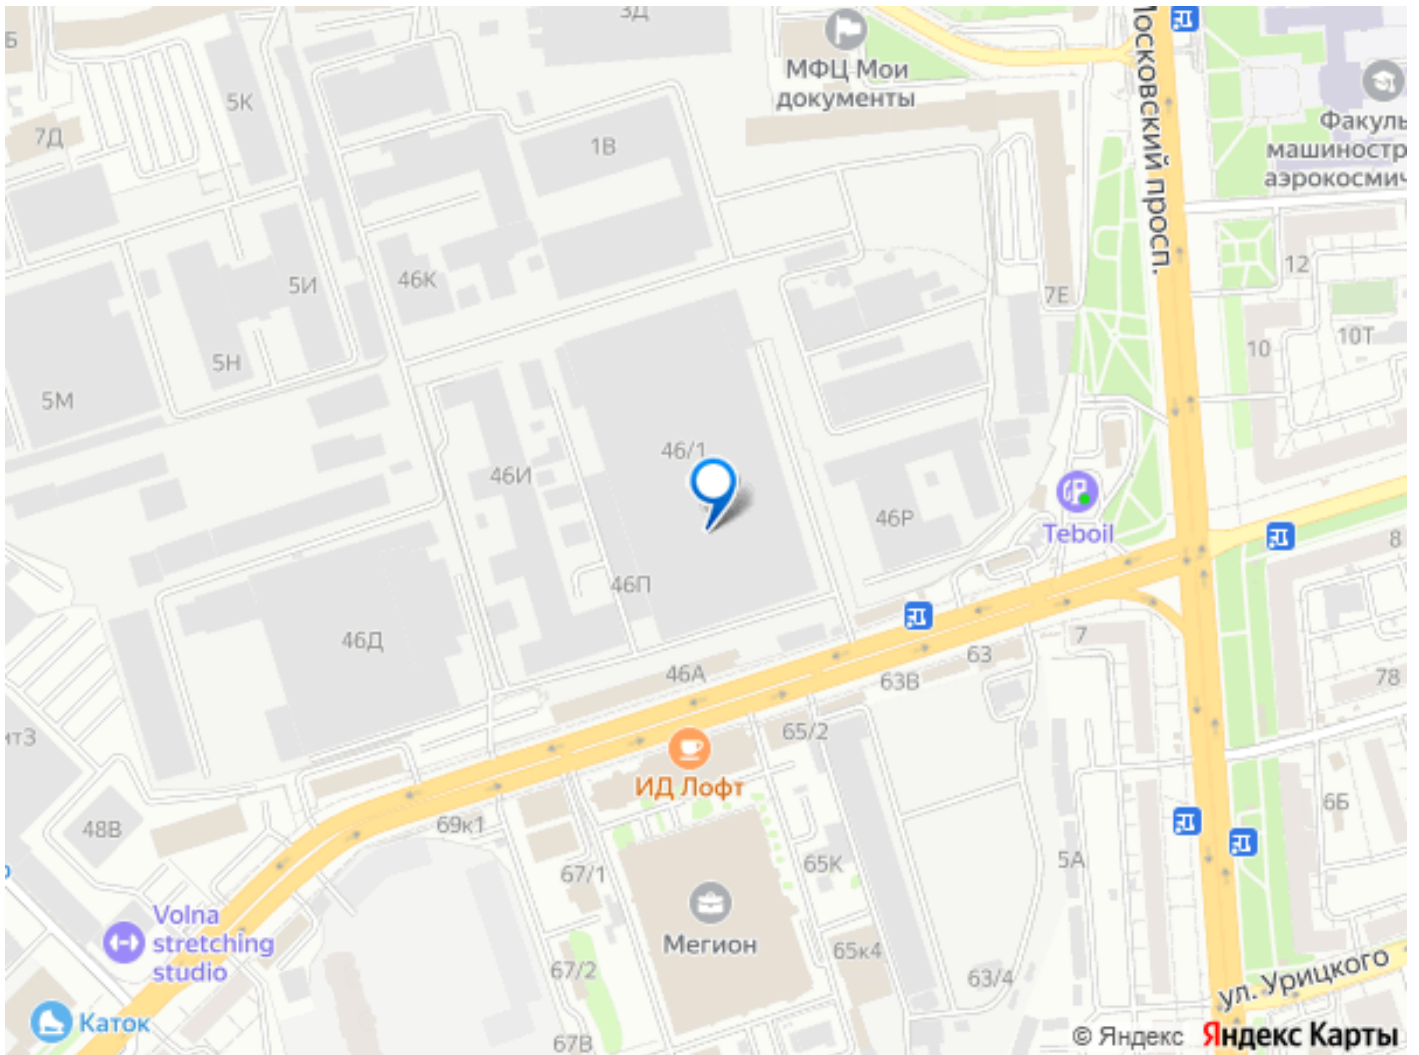 3Д
Б
МФЦ Мои
документы
Московский просп.
5К
7Д
1В
Факуль
машиностр
аэрокосмич
46К
5И
7Е
12
10Т
10
5Н
5М
46/1
46И
46Р
Teboil
8
46П
46Д
7
46А
63
63В
78
65/2
ИД Лофт
6Б
48В
69к1
5А
65К
67/1
Volna
stretching
studio
Мегион
65к4
67/2
63/4
ул. Урицкого
Каток
67В
© Яндекс
Яндекс Карты